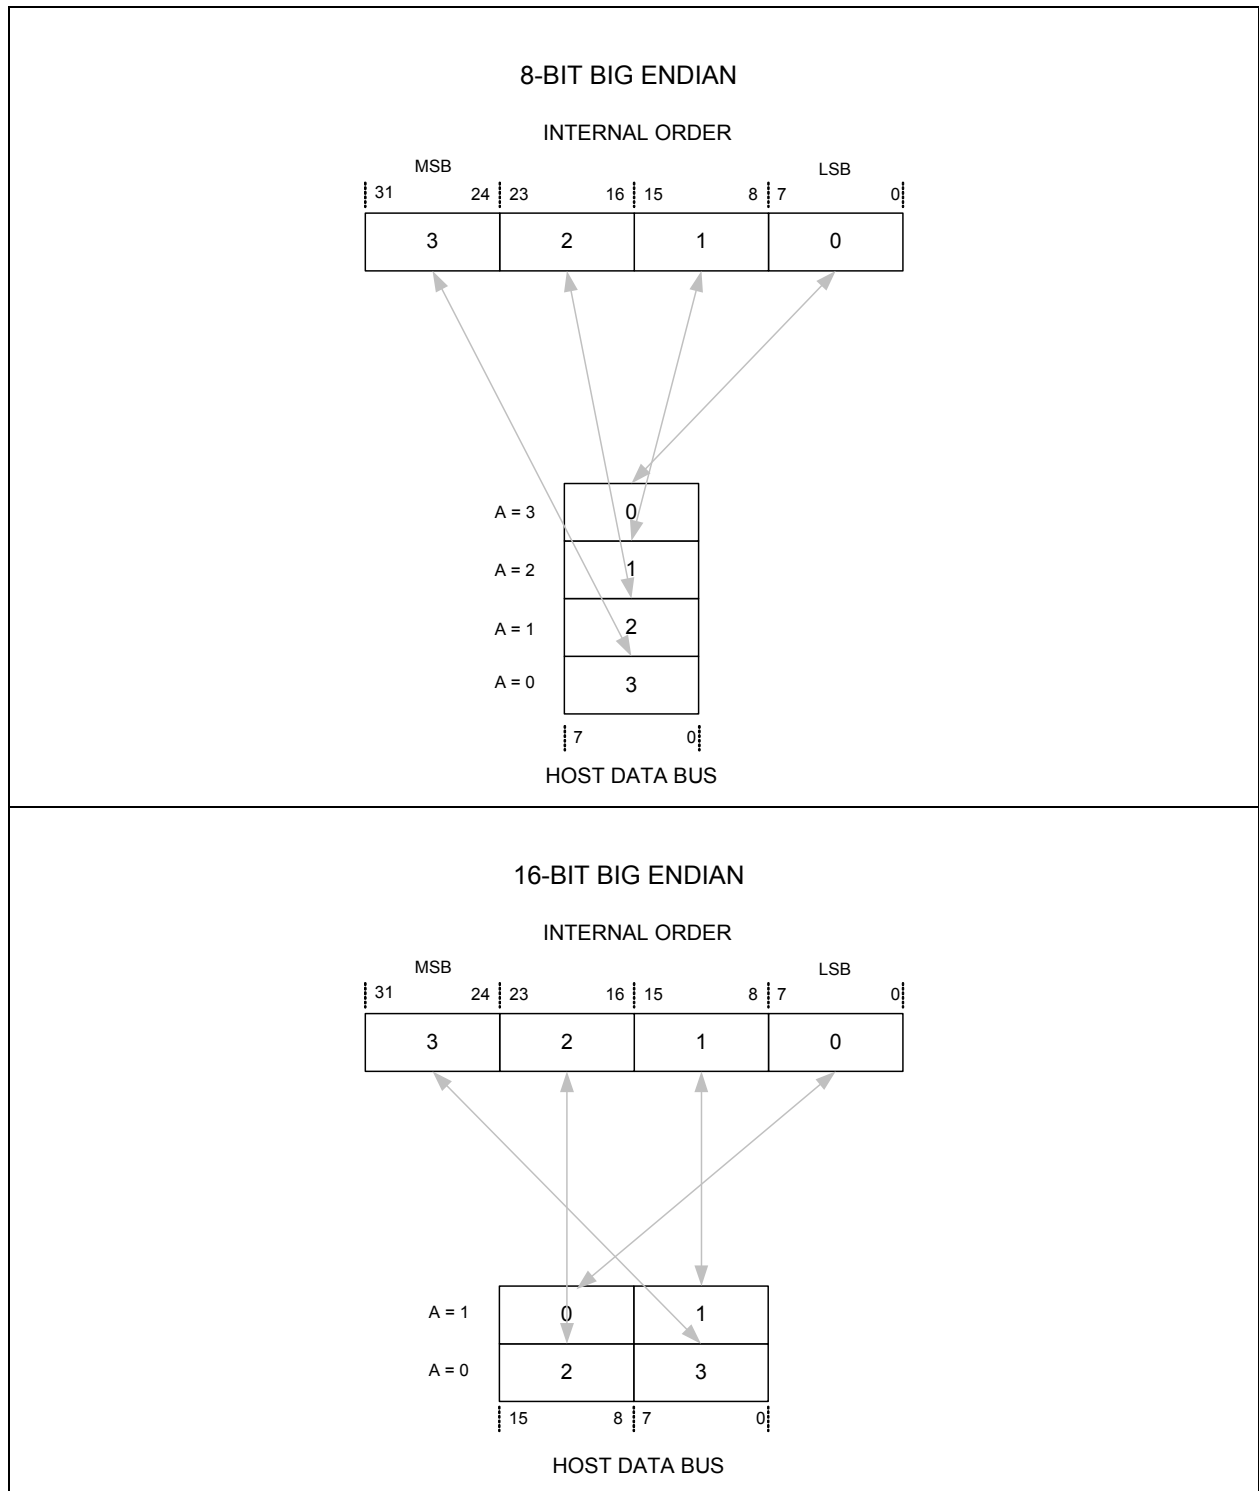 8-BIT BIG ENDIAN
INTERNAL ORDER
MSB LSB
31 24 23 16 15 8 7 0
3 2 1 0
A = 3 0
A = 2 1
A = 1 2
A = 0 3
7 0
HOST DATA BUS
16-BIT BIG ENDIAN
INTERNAL ORDER
MSB LSB
31 24 23 16 15 8 7 0
3 2 1 0
A = 1 0 1
A = 0 2 3
15 8 7 0
HOST DATA BUS